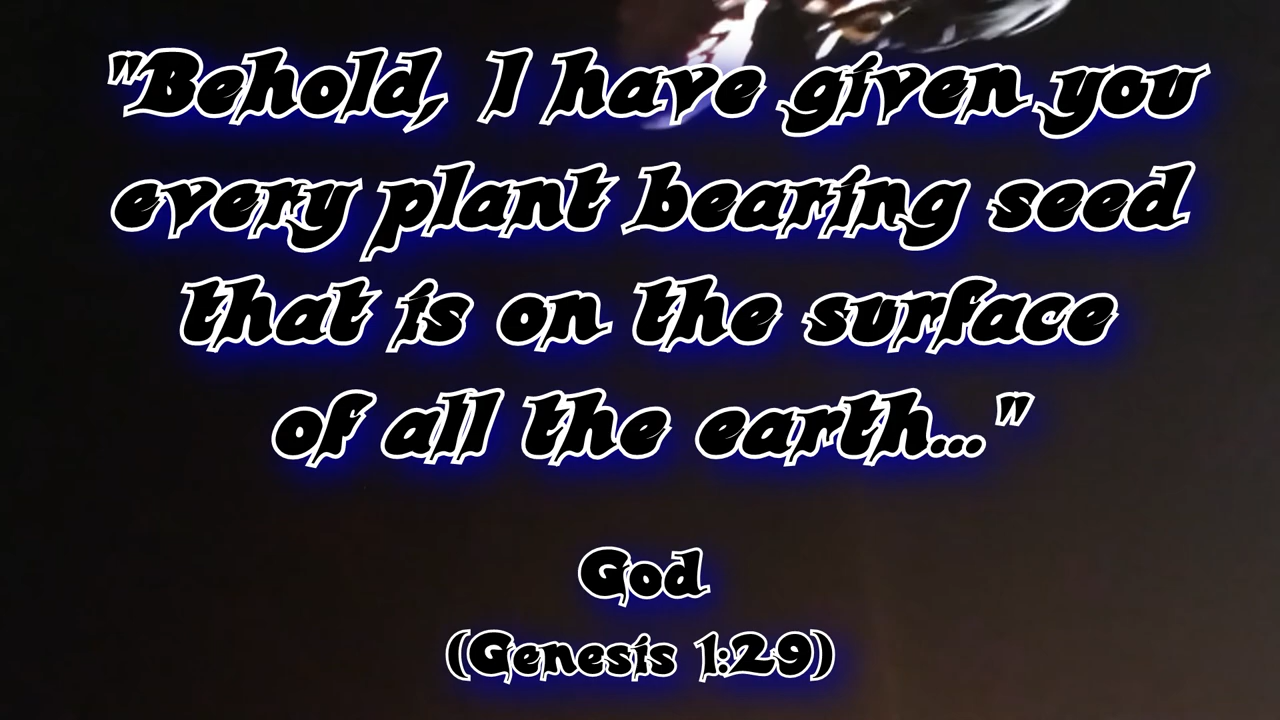 "Behold, I have given you
every plant bearing seed
that is on the surface
of all the earth..."
God
(Genesis 1:29)